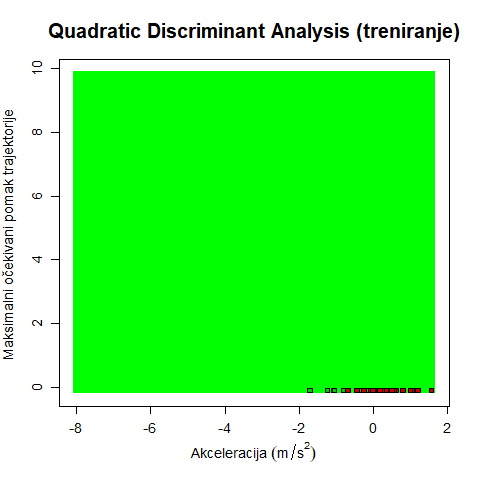 Quadratic Discriminant Analysis (treniranje)
Maksimalni očekivani pomak trajektorije
10
8
6
4
2
0
-8 -6 -4 -2 0 2
Akceleracija (m/s²)